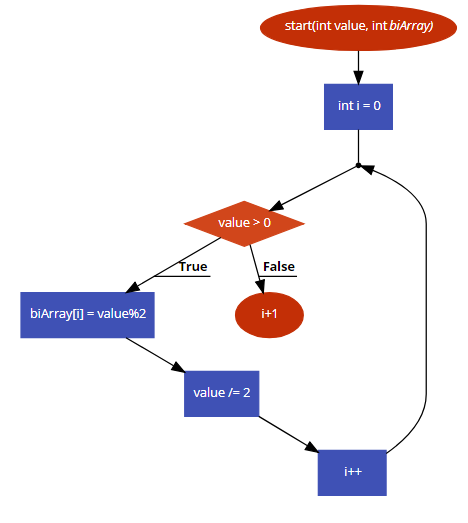 start(int value, int biArray)
int i = 0
value > 0
True
False
biArray[i] = value%2
i+1
value /= 2
i++